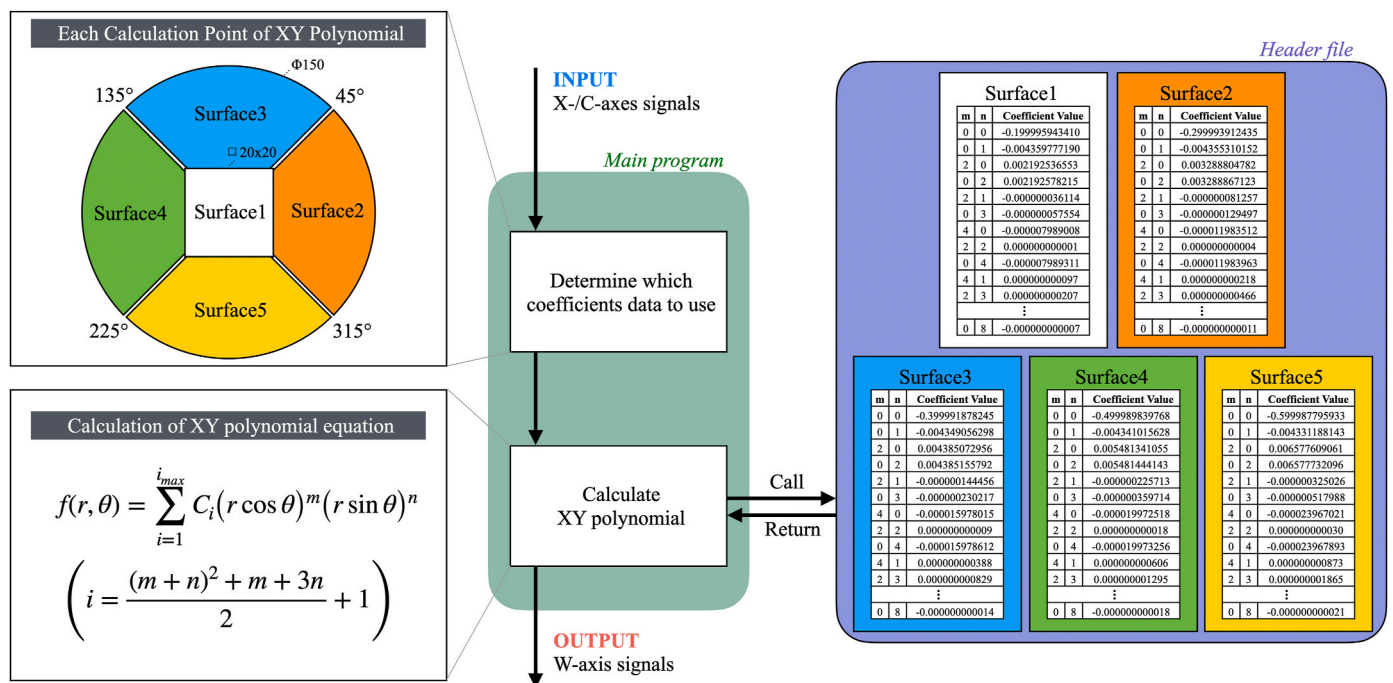 Each Calculation Point of XY Polynomial
Φ150
135°
45°
Surface3
□ 20x20
Surface4
Surface1
Surface2
Surface5
225°
315°
Calculation of XY polynomial equation
f(r, θ) = ∑_{i=1}^{i_{max}} C_i (r cos θ)^m (r sin θ)^n
(i = ((m + n)^2 + m + 3n)/2 + 1)
INPUT
X-/C-axes signals
Main program
Determine which
coefficients data to use
Calculate
XY polynomial
Call
Return
OUTPUT
W-axis signals
Header file
Surface1
m n Coefficient Value
0 0 -0.199995943410
0 1 -0.004359777190
2 0 0.002192536553
0 2 0.002192578215
2 1 -0.000000036114
0 3 -0.000000057554
4 0 -0.000007989008
2 2 0.000000000001
0 4 -0.000007989311
4 1 0.000000000097
2 3 0.000000000207
⋮
0 8 -0.000000000007
Surface2
m n Coefficient Value
0 0 -0.299993912435
0 1 -0.004355310152
2 0 0.003288804782
0 2 0.003288867123
2 1 -0.000000081257
0 3 -0.000000129497
4 0 -0.00011983512
2 2 0.000000000004
0 4 -0.00011983963
4 1 0.000000000218
2 3 0.000000000466
⋮
0 8 -0.000000000011
Surface3
m n Coefficient Value
0 0 -0.399991878245
0 1 -0.004349056298
2 0 0.004385072956
0 2 0.004385155792
2 1 -0.000000144456
0 3 -0.000000230217
4 0 -0.000015978015
2 2 0.000000000009
0 4 -0.000015978612
4 1 0.000000000388
2 3 0.000000000829
⋮
0 8 -0.000000000014
Surface4
m n Coefficient Value
0 0 -0.499989839768
0 1 -0.004341015628
2 0 0.005481341055
0 2 0.005481444143
2 1 -0.000000225713
0 3 -0.000000359714
4 0 -0.000019972518
2 2 0.000000000018
0 4 -0.000019973256
4 1 0.000000000606
2 3 0.000000001295
⋮
0 8 -0.000000000018
Surface5
m n Coefficient Value
0 0 -0.599987795933
0 1 -0.004331188143
2 0 0.006577609061
0 2 0.006577732096
2 1 -0.000000325026
0 3 -0.000000517988
4 0 -0.000023967021
2 2 0.000000000030
0 4 -0.000023967893
4 1 0.000000000873
2 3 0.000000001865
⋮
0 8 -0.000000000021